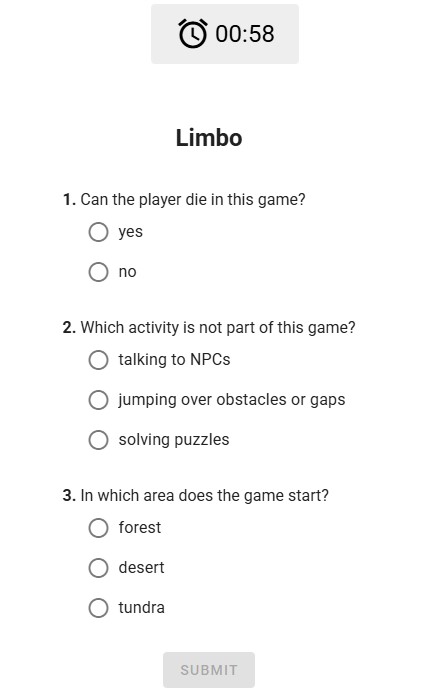 00:58
Limbo
1. Can the player die in this game?
yes
no
2. Which activity is not part of this game?
talking to NPCs
jumping over obstacles or gaps
solving puzzles
3. In which area does the game start?
forest
desert
tundra
SUBMIT